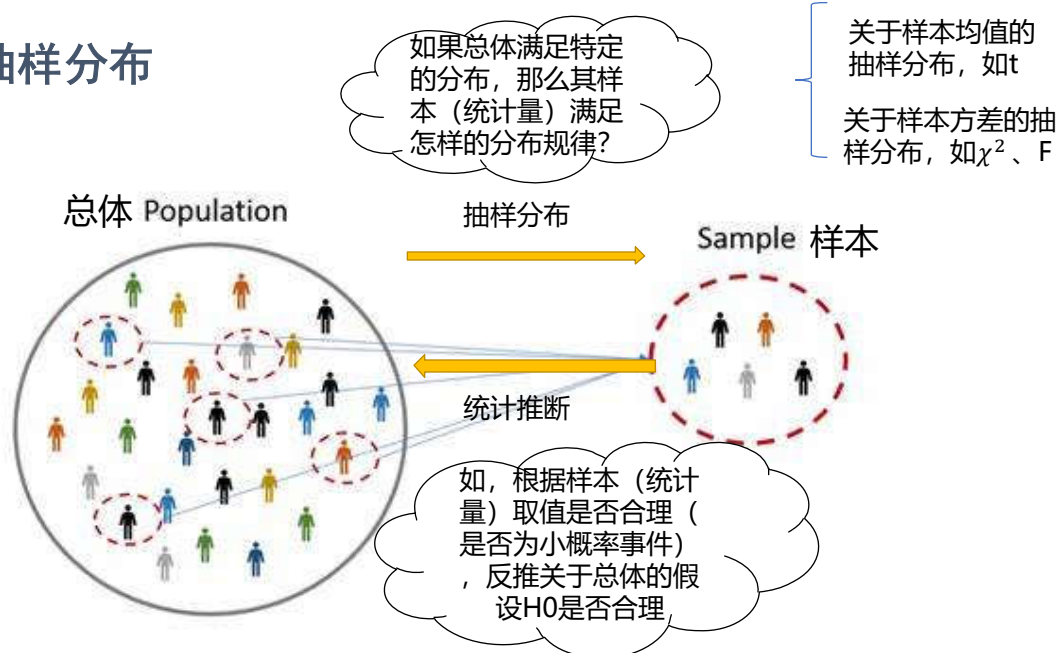 抽样分布
如果总体满足特定
的分布，那么其样
本（统计量）满足
怎样的分布规律？
关于样本均值的
抽样分布，如t
关于样本方差的抽
样分布，如χ²、F
总体 Population
抽样分布
Sample 样本
统计推断
如，根据样本（统计
量）取值是否合理（
是否为小概率事件）
，反推关于总体的假
设H0是否合理